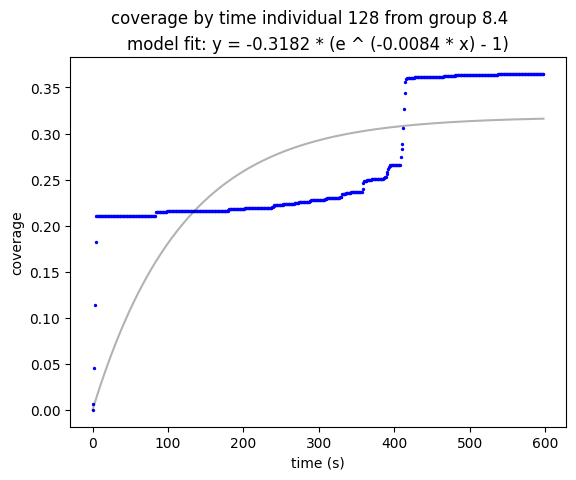 coverage by time individual 128 from group 8.4
model fit: y = -0.3182 * (e ^ (-0.0084 * x) - 1)
0.35
0.30
0.25
0.20
0.15
0.10
0.05
0.00
coverage
0 100 200 300 400 500 600
time (s)